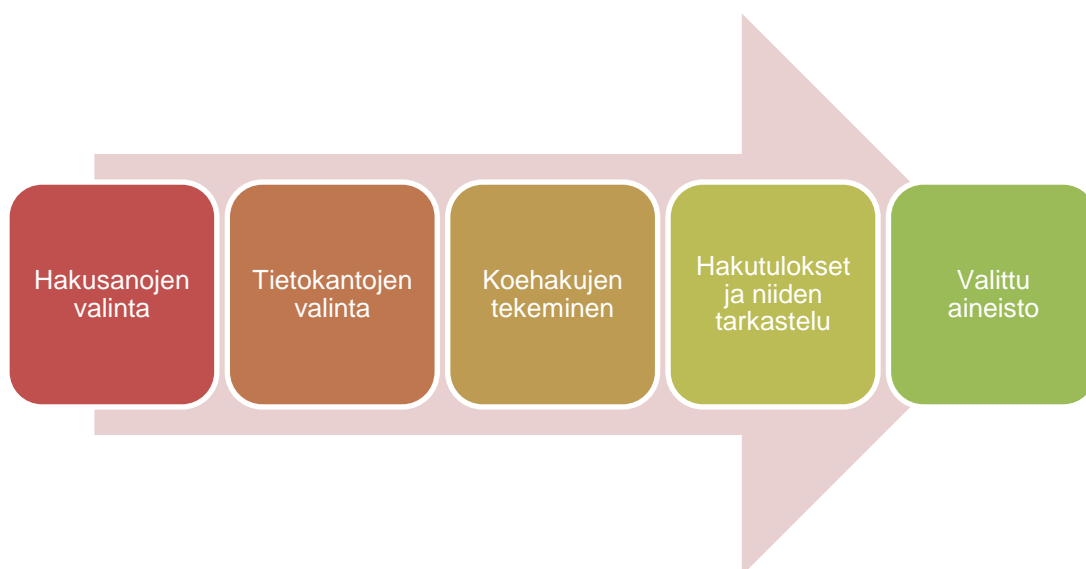 Hakusanojen
valinta
Tietokantojen
valinta
Koehakujen
tekeminen
Hakutulokset
ja niiden
tarkastelu
Valittu
aineisto